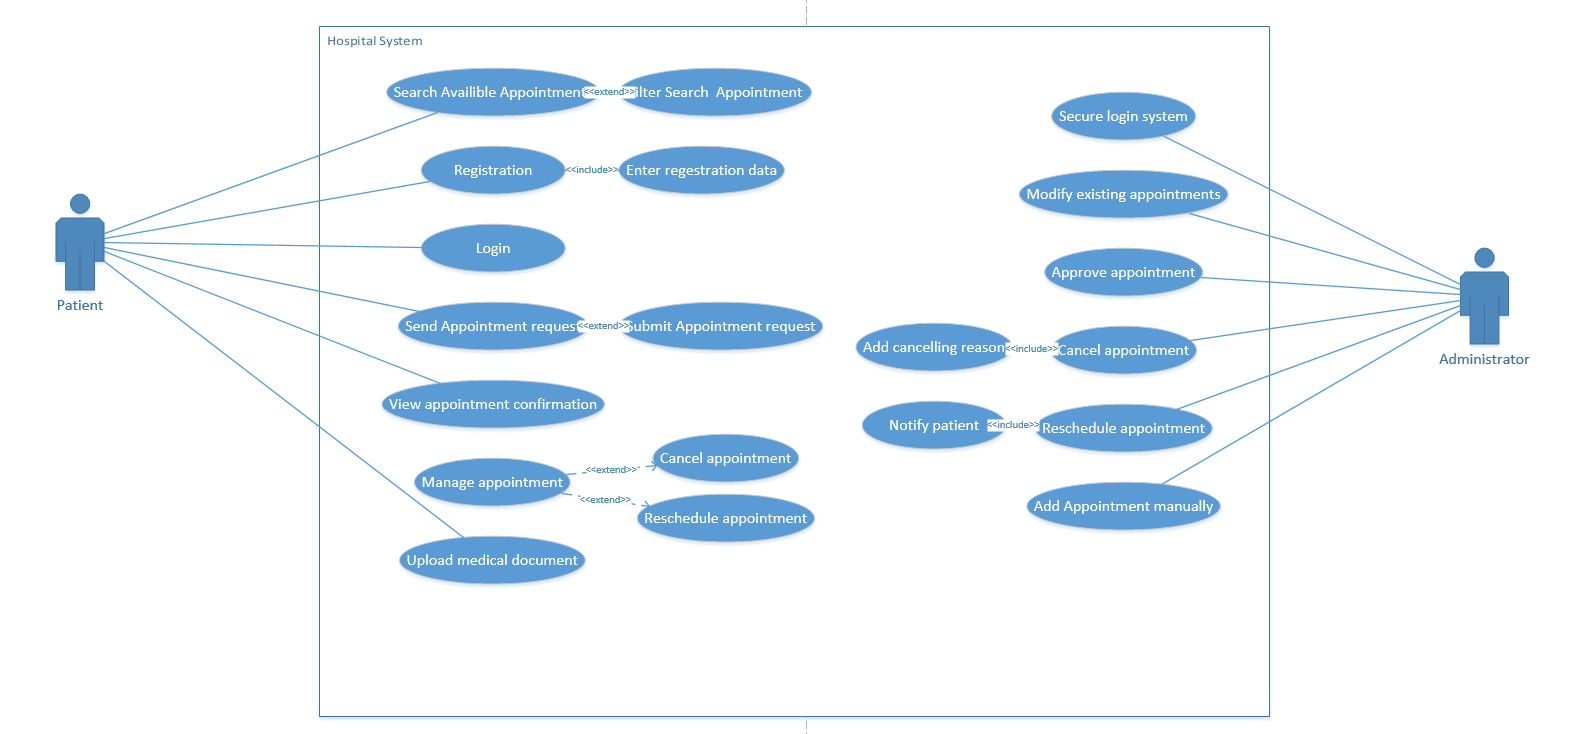 Hospital System
Search Availible Appointment
<<extend>>
ilter Search Appointment
Registration
<<include>>
Enter regestration data
Login
Send Appointment reques
<<extend>>
ubmit Appointment request
View appointment confirmation
Manage appointment
<<extend>>
Cancel appointment
<<extend>>
Reschedule appointment
Upload medical document
Patient
Secure login system
Modify existing appointments
Approve appointment
Add cancelling reason
<<include>>
Cancel appointment
Notify patient
<<include>>
Reschedule appointment
Add Appointment manually
Administrator